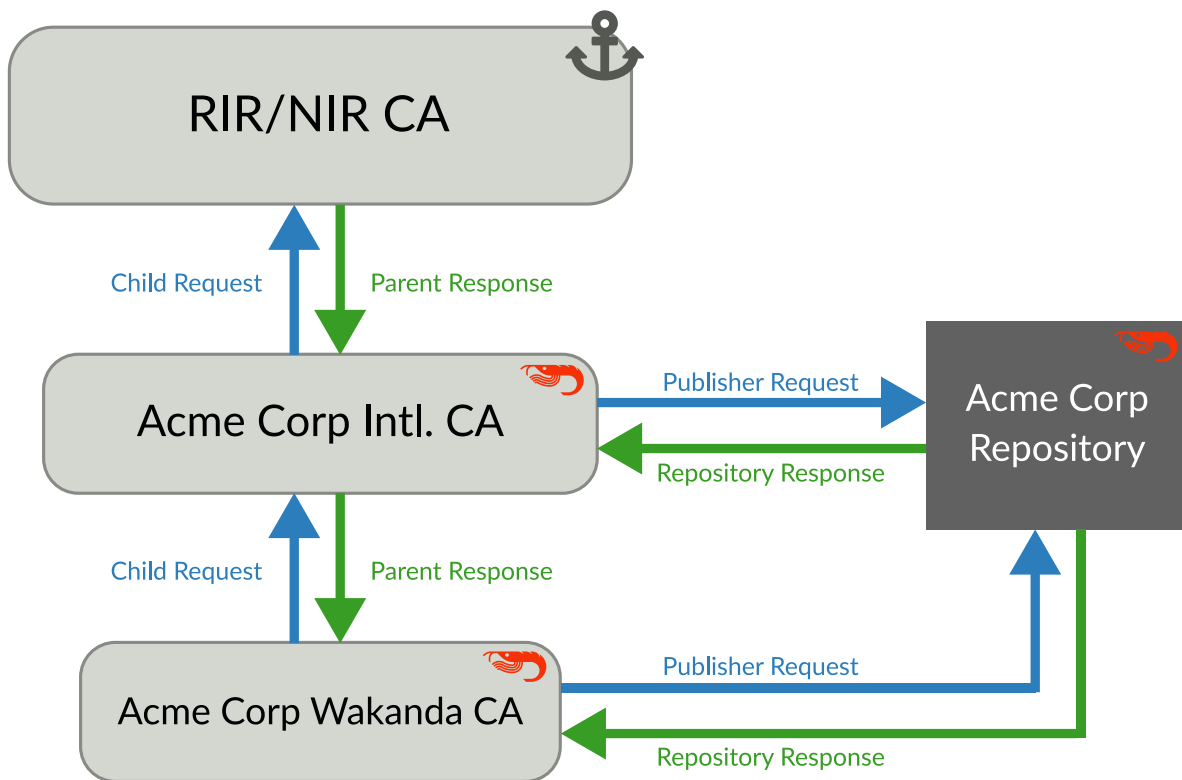 RIR/NIR CA
Child Request
Parent Response
Acme Corp Intl. CA
Publisher Request
Repository Response
Acme Corp
Repository
Child Request
Parent Response
Acme Corp Wakanda CA
Publisher Request
Repository Response